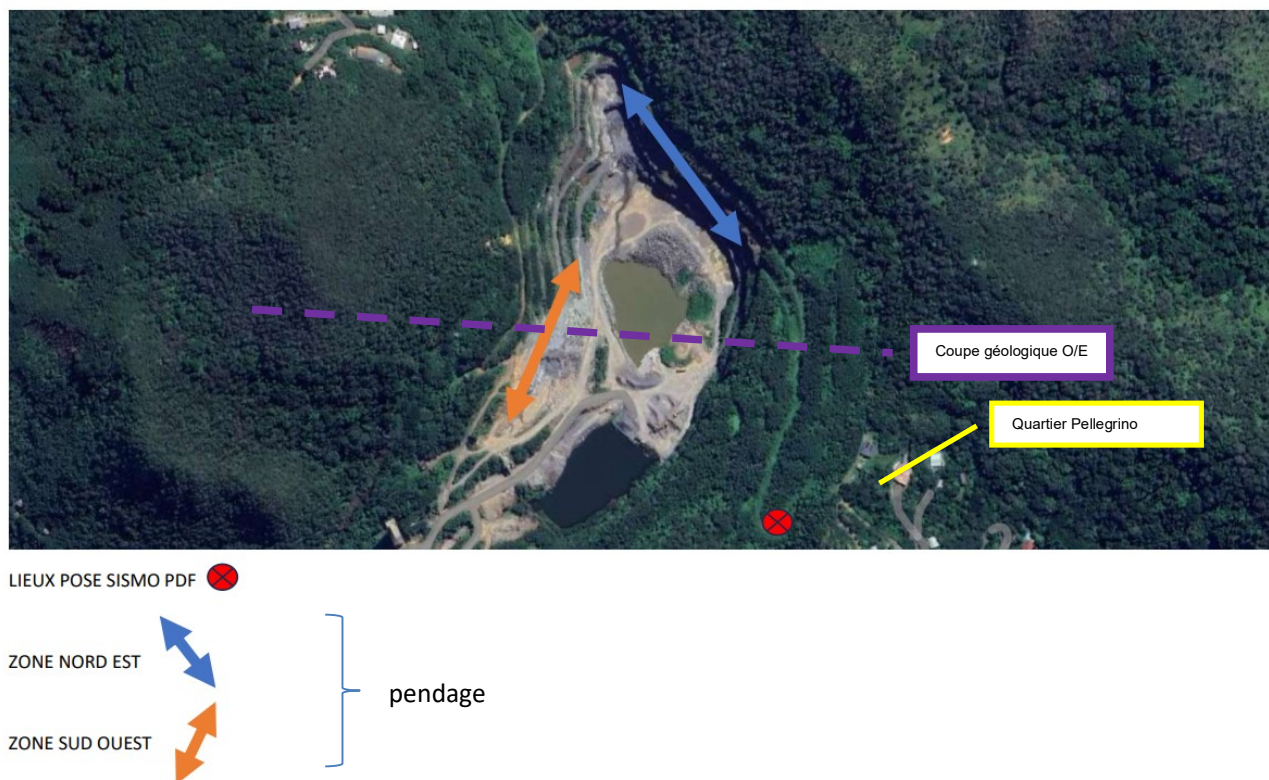 Coupe géologique O/E
Quartier Pellegrino
LIEUX POSE SISMO PDF
ZONE NORD EST
pendage
ZONE SUD OUEST